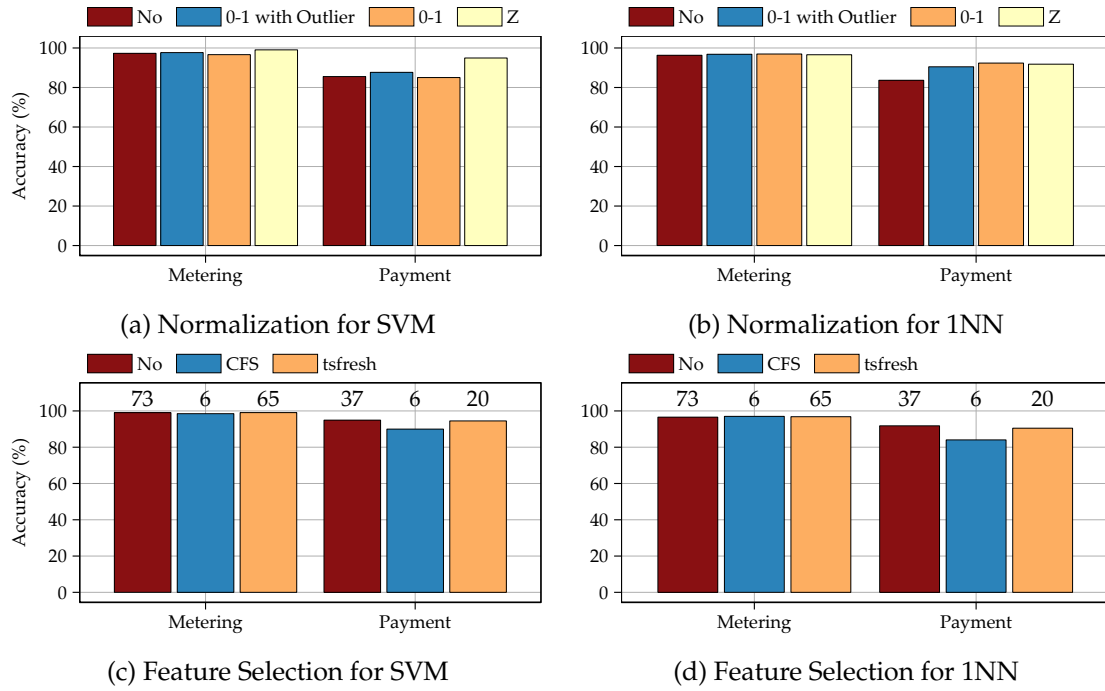 No 0-1 with Outlier 0-1 Z
Accuracy (%)
100
80
60
40
20
0
Metering Payment
(a) Normalization for SVM
No 0-1 with Outlier 0-1 Z
100
80
60
40
20
0
Metering Payment
(b) Normalization for 1NN
No CFS tsfresh
73 6 65 37 6 20
Accuracy (%)
100
80
60
40
20
0
Metering Payment
(c) Feature Selection for SVM
No CFS tsfresh
73 6 65 37 6 20
100
80
60
40
20
0
Metering Payment
(d) Feature Selection for 1NN